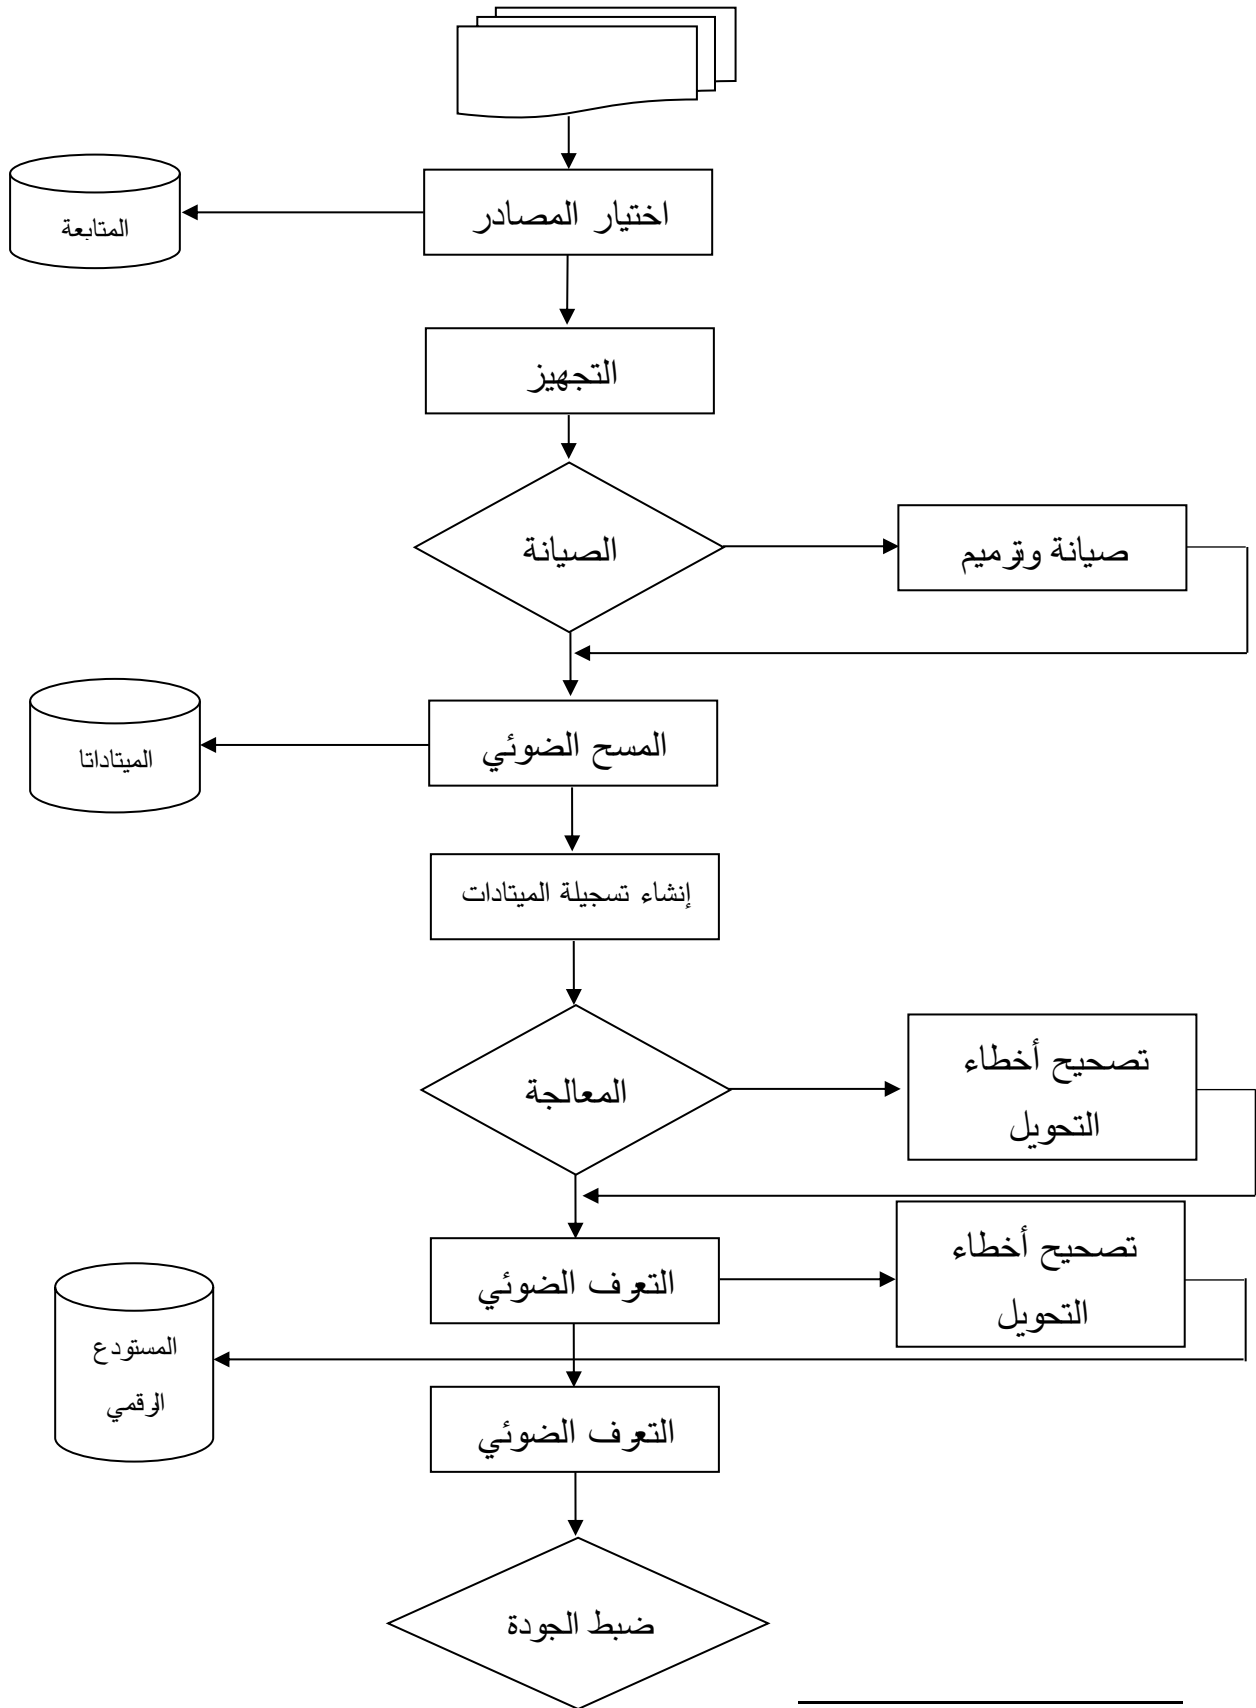 اختيار المصادر
المتابعة
التجهيز
الصيانة
صيانة وترميم
المسح الضوئي
الميتاداتا
إنشاء تسجيلة الميتادات
المعالجة
تصحيح أخطاء
التحويل
التعرف الضوئي
تصحيح أخطاء
التحويل
المستودع
الرقمي
التعرف الضوئي
ضبط الجودة